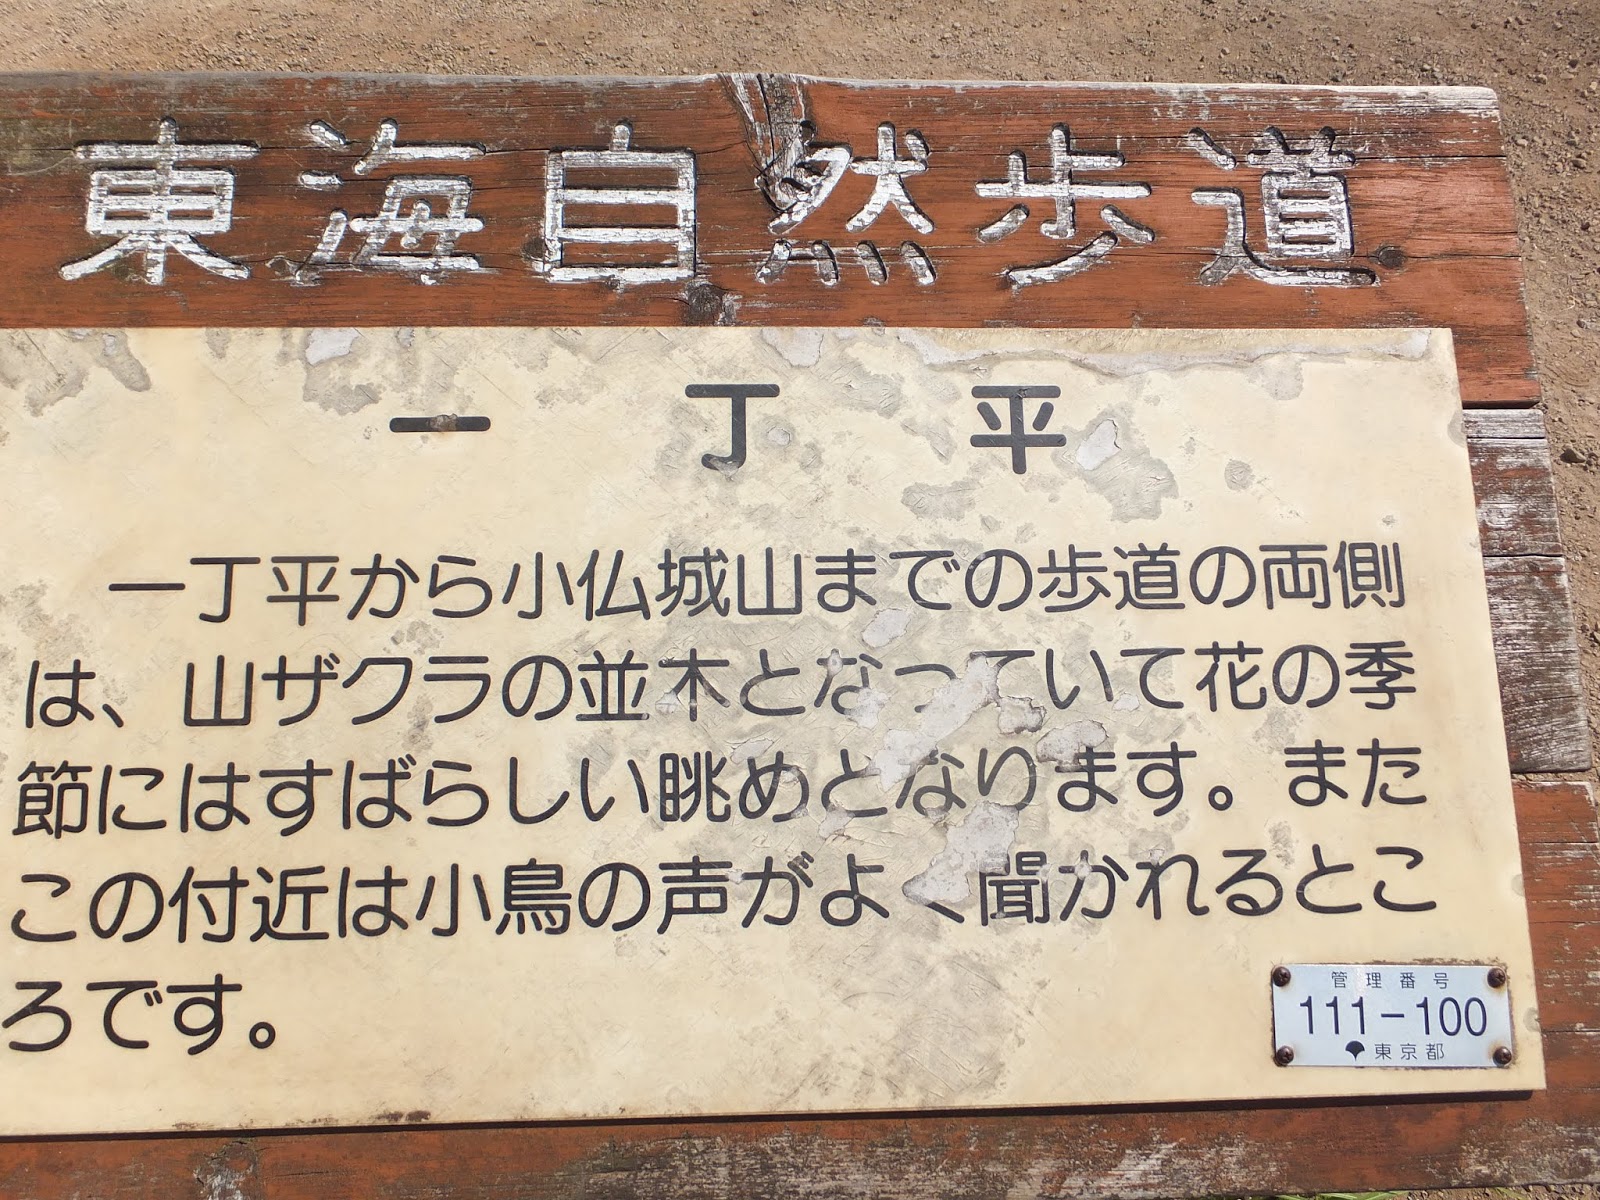 東海自然歩道
一丁平
一丁平から小仏城山までの歩道の両側
は、山ザクラの並木となっていて花の季
節にはすばらしい眺めとなります。また
この付近は小鳥の声がよく聞かれるとこ
ろです。
管理番号
111-100
東京都